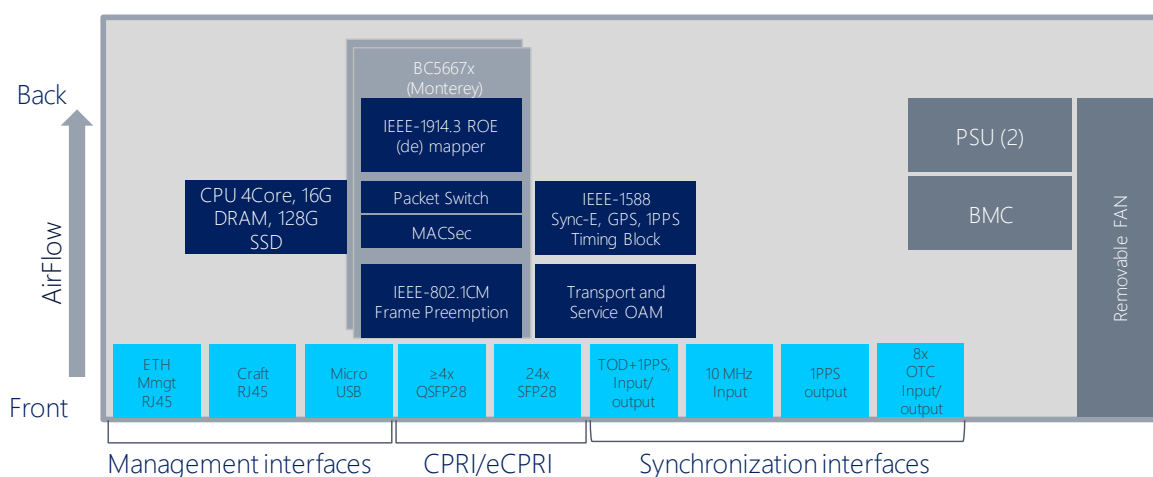 BC5667x
(Monterey)
Back
IEEE-1914.3 ROE
(de) mapper
PSU (2)
CPU 4Core, 16G
DRAM, 128G
SSD
Packet Switch
MACSec
IEEE-1588
Sync-E, GPS, 1PPS
Timing Block
BMC
Removable FAN
AirFlow
IEEE-802.1CM
Frame Preemption
Transport and
Service OAM
Front
ETH
Mmgt
RJ45
Craft
RJ45
Micro
USB
≥4x
QSFP28
24x
SFP28
TOD+1PPS,
Input/
output
10 MHz
Input
1PPS
output
8x
OTC
Input/
output
Management interfaces
CPRI/eCPRI
Synchronization interfaces